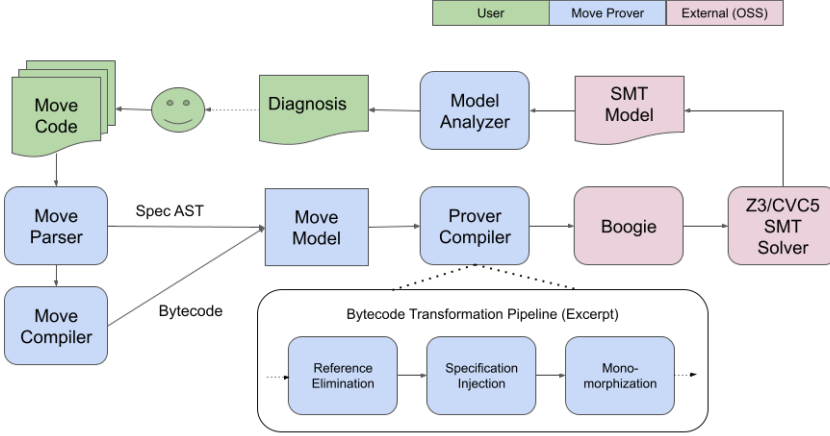 User
Move Prover
External (OSS)
Move
Code
Diagnosis
Model
Analyzer
SMT
Model
Move
Parser
Spec AST
Move
Model
Prover
Compiler
Boogie
Z3/CVC5
SMT
Solver
Move
Compiler
Bytecode
Bytecode Transformation Pipeline (Excerpt)
Reference
Elimination
Specification
Injection
Mono-
morphization